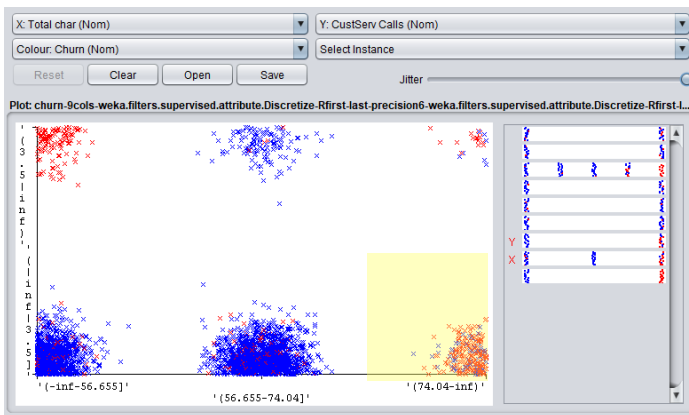 X: Total char (Nom)
Y: CustServ Calls (Nom)
Colour: Churn (Nom)
Select Instance
Reset
Clear
Open
Save
Jitter
Plot: churn-9cols-weka.filters.supervised.attribute.Discretize-Rfirst-last-precision6-weka.filters.supervised.attribute.Discretize-Rfirst-l...
'(3.5|inf)'
'(|inf|3.5]'
Y
X
'(-inf-56.655]'
'(56.655-74.04]'
'(74.04-inf)'